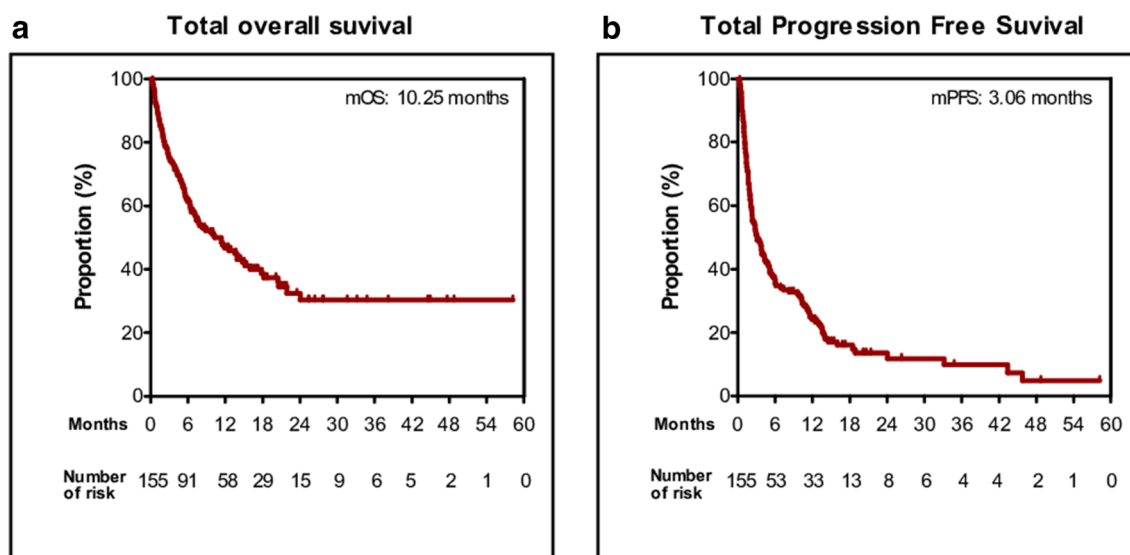 a Total overall suvival
mOS: 10.25 months
Proportion (%)
100
80
60
40
20
0
Months 0 6 12 18 24 30 36 42 48 54 60
Number of risk 155 91 58 29 15 9 6 5 2 1 0
b Total Progression Free Suvival
mPFS: 3.06 months
Proportion (%)
100
80
60
40
20
0
Months 0 6 12 18 24 30 36 42 48 54 60
Number of risk 155 53 33 13 8 6 4 4 2 1 0